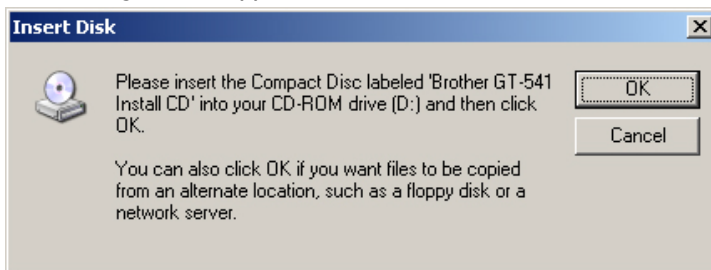 Insert Disk
Please insert the Compact Disc labeled 'Brother GT-541
Install CD' into your CD-ROM drive (D:) and then click
OK.
You can also click OK if you want files to be copied
from an alternate location, such as a floppy disk or a
network server.
OK
Cancel